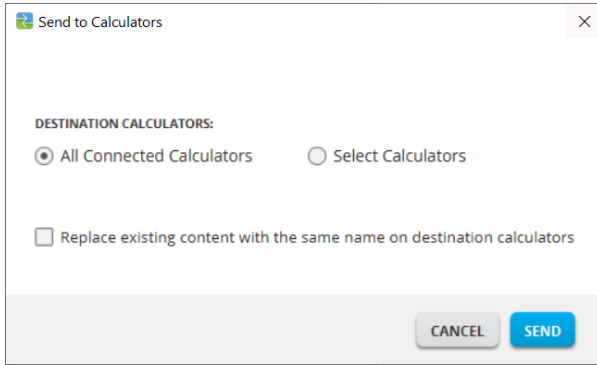 Send to Calculators
DESTINATION CALCULATORS:
All Connected Calculators
Select Calculators
Replace existing content with the same name on destination calculators
CANCEL
SEND